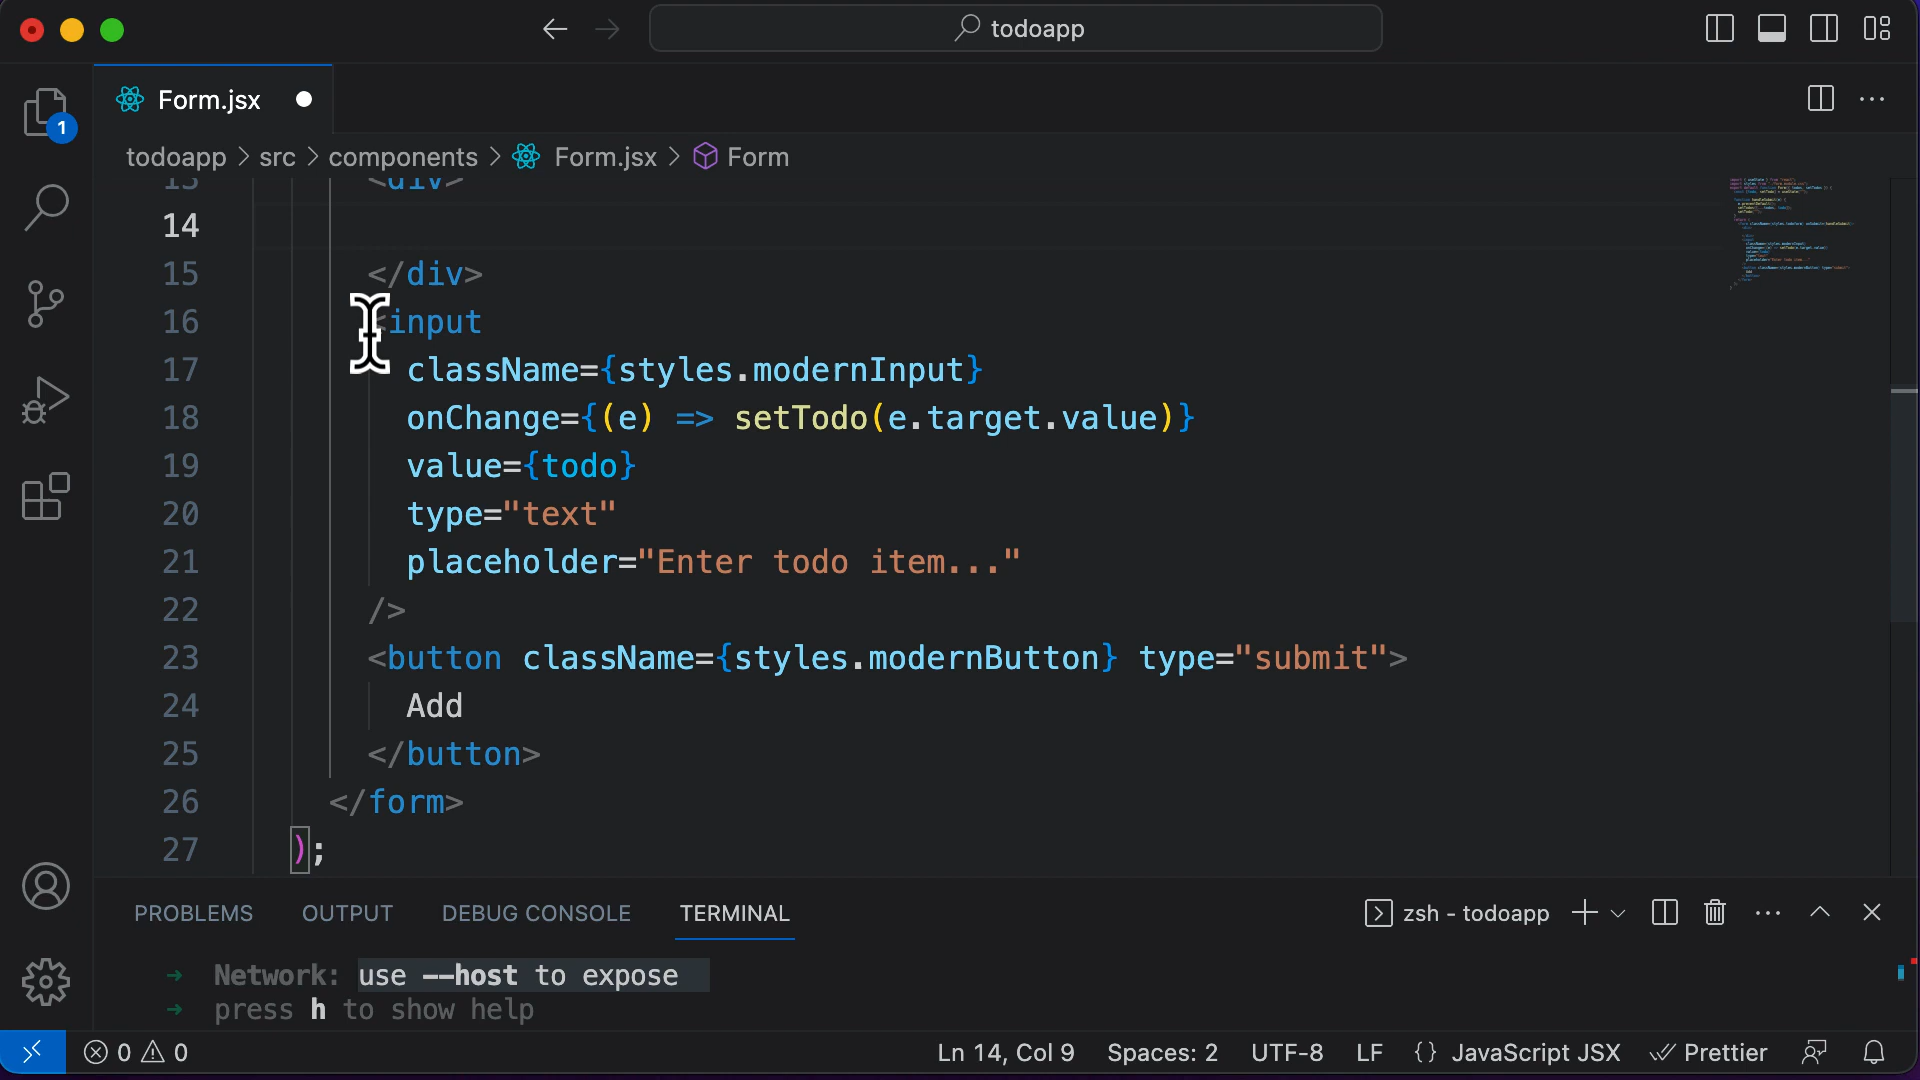 todoapp
Form.jsx
1
todoapp > src > components > Form.jsx > Form
13 <div>
14
15 </div>
16 <input
17 className={styles.modernInput}
18 onChange={(e) => setTodo(e.target.value)}
19 value={todo}
20 type="text"
21 placeholder="Enter todo item..."
22 />
23 <button className={styles.modernButton} type="submit">
24 Add
25 </button>
26 </form>
27 );
PROBLEMS OUTPUT DEBUG CONSOLE TERMINAL zsh - todoapp
→ Network: use --host to expose
→ press h to show help
0 0 Ln 14, Col 9 Spaces: 2 UTF-8 LF {} JavaScript JSX Prettier